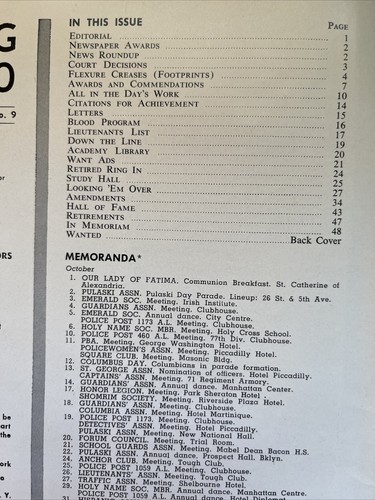 IN THIS ISSUE
PAGE
EDITORIAL 1
NEWSPAPER AWARDS 2
NEWS ROUNDUP 2
COURT DECISIONS 3
FLEXURE CREASES (FOOTPRINTS) 4
AWARDS AND COMMENDATIONS 7
ALL IN THE DAY'S WORK 10
CITATIONS FOR ACHIEVEMENT 14
LETTERS 15
BLOOD PROGRAM 16
LIEUTENANTS LIST 17
DOWN THE LINE 19
ACADEMY LIBRARY 20
WANT ADS 21
RETIRED RING IN 24
STUDY HALL 25
LOOKING 'EM OVER 27
AMENDMENTS 34
HALL OF FAME 43
RETIREMENTS 47
IN MEMORIAM 48
WANTED Back Cover
MEMORANDA*
October
1. OUR LADY OF FATIMA. Communion Breakfast. St. Catherine of
Alexandria.
2. PULASKI ASSN. Pulaski Day Parade. Lineup: 26 St. & 5th Ave.
3. EMERALD SOC. Meeting. Irish Institute.
4. GUARDIANS ASSN. Meeting. Clubhouse.
5. EMERALD SOC. Annual dance. City Centre.
POLICE POST 1173 A.L. Meeting. Clubhouse.
6. HOLY NAME SOC. MBR. Meeting. Holy Cross School.
10. POLICE POST 460 A.L. Meeting. 77th Div. Clubhouse.
11. PBA. Meeting. George Washington Hotel.
POLICEWOMEN'S ASSN. Meeting. Piccadilly Hotel.
SQUARE CLUB. Meeting. Masonic Bldg.
12. COLUMBUS DAY. Columbians in parade formation.
13. ST. GEORGE ASSN. Nomination of officers. Hotel Piccadilly.
CAPTAINS' ASSN. Meeting. 71 Regiment Armory.
14. GUARDIANS' ASSN. Annual dance. Manhattan Center.
17. HONOR LEGION. Meeting. Park Sheraton Hotel.
SHOMRIM SOCIETY. Meeting. Riverside Plaza Hotel.
18. GUARDIANS' ASSN. Meeting. Clubhouse.
COLUMBIA ASSN. Meeting. Hotel Martinique.
19. POLICE POST 1173. Meeting. Clubhouse.
DETECTIVES' ASSN. Meeting. Hotel Piccadilly.
PULASKI ASSN. Meeting. New National Hall.
20. FORUM COUNCIL. Meeting. Trial Room.
21. SCHOOL GUARDS ASSN. Meeting. Mabel Dean Bacon H.S.
22. PULASKI ASSN. Annual dance. Prospect Hall. Bklyn.
24. ANCHOR CLUB. Meeting. Tough Club.
25. POLICE POST 1059 A.L. Meeting. Clubhouse.
26. LIEUTENANTS' ASSN. Meeting. Tough Club.
27. TRAFFIC ASSN. Meeting. Shelbourne Hotel.
29. HOLY NAME SOC. MBR. Annual dance. Manhattan Centre.